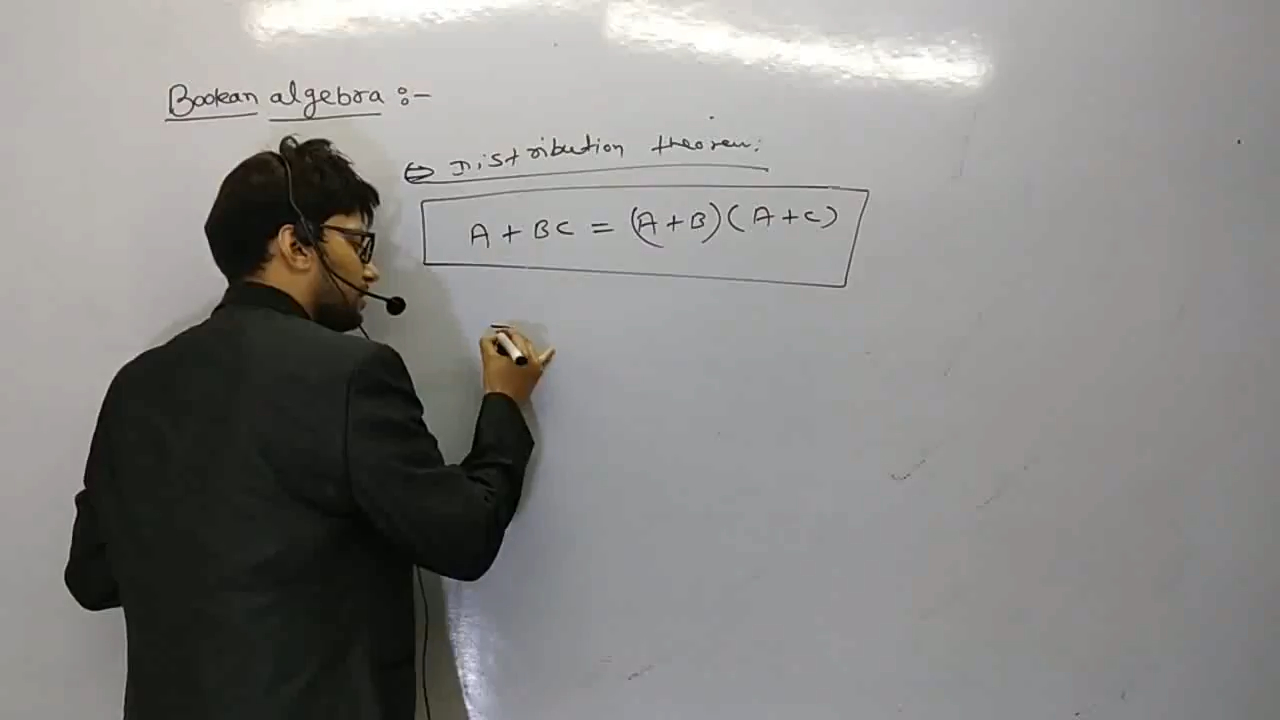 Boolean algebra :-
⇒ Distribution theorem:
A + BC = (A+B)(A+C)